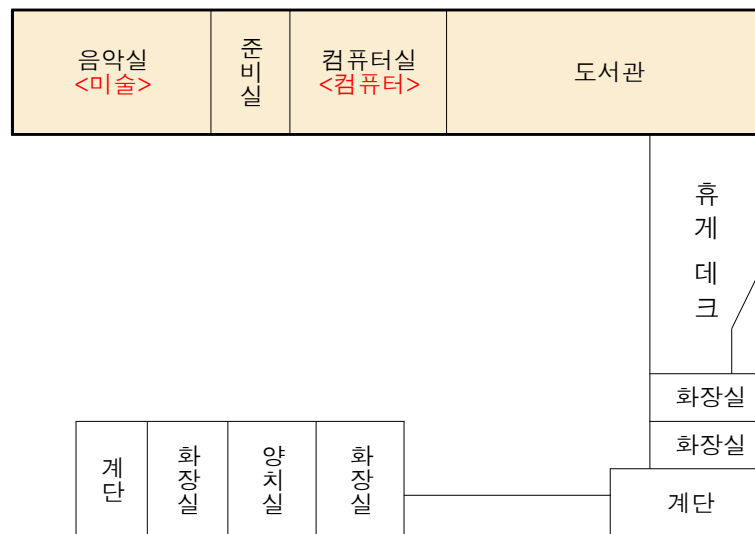 음악실
<미술>
준비실
컴퓨터실
<컴퓨터>
도서관
휴게 데크
화장실
화장실
계단
계단
화장실
양치실
화장실